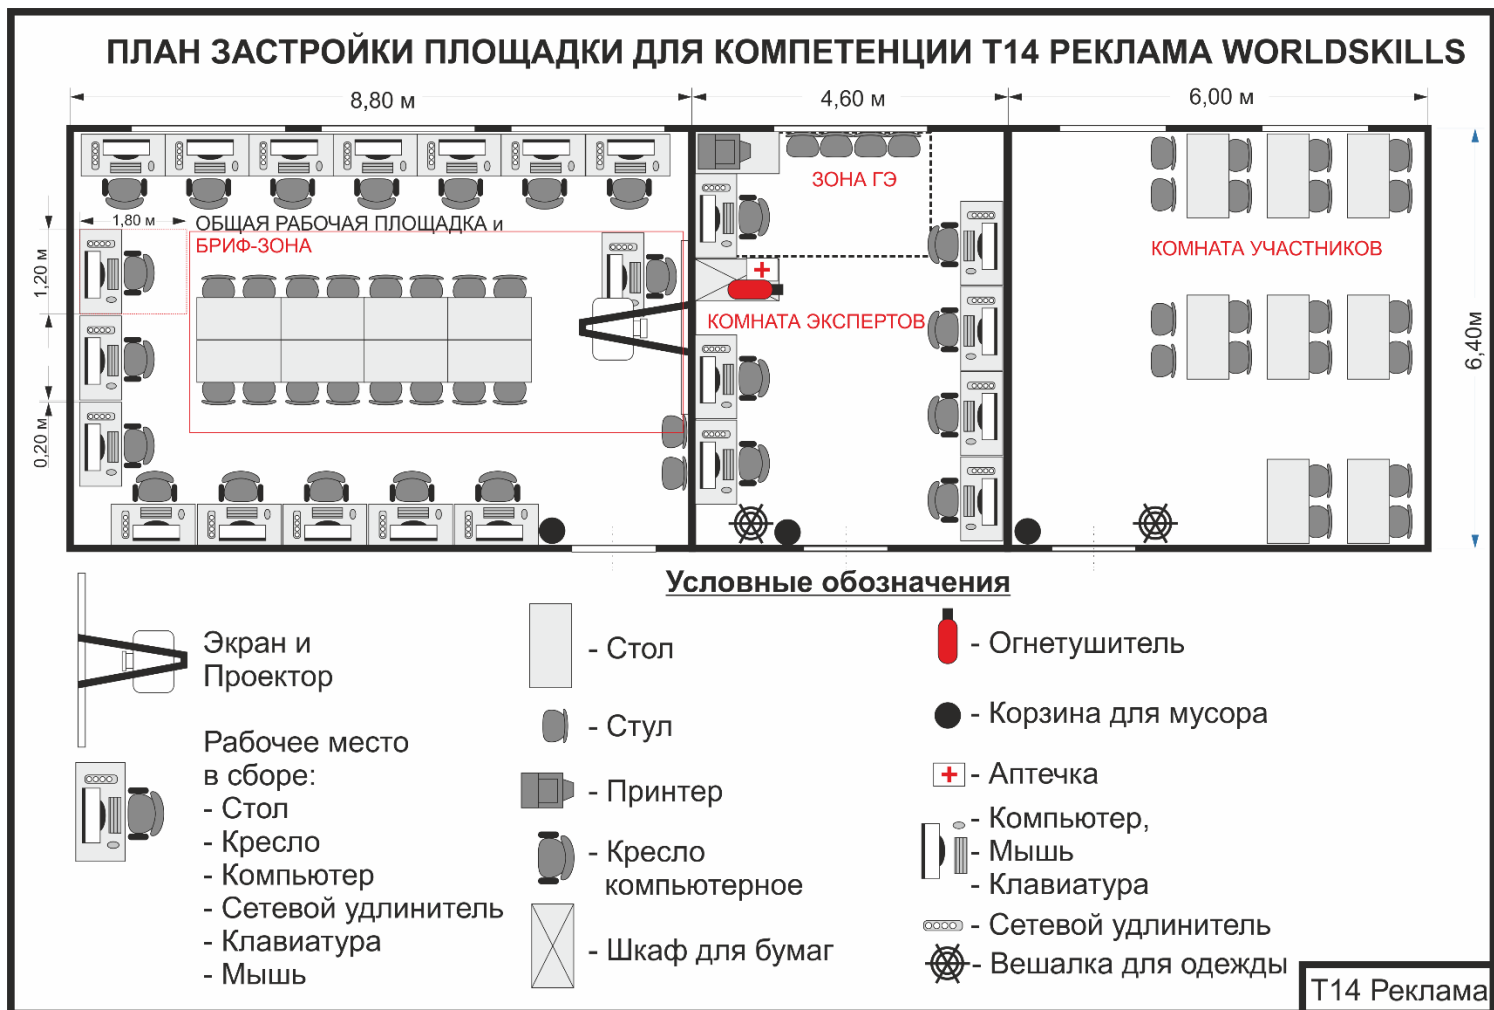 ПЛАН ЗАСТРОЙКИ ПЛОЩАДКИ ДЛЯ КОМПЕТЕНЦИИ Т14 РЕКЛАМА WORLDSKILLS
8,80 м
4,60 м
6,00 м
ЗОНА ГЭ
1,80 м
ОБЩАЯ РАБОЧАЯ ПЛОЩАДКА и
БРИФ-ЗОНА
КОМНАТА УЧАСТНИКОВ
1,20 м
КОМНАТА ЭКСПЕРТОВ
6,40м
0,20 м
Условные обозначения
Экран и
Проектор
Рабочее место
в сборе:
- Стол
- Кресло
- Компьютер
- Сетевой удлинитель
- Клавиатура
- Мышь
- Стол
- Стул
- Принтер
- Кресло
компьютерное
- Шкаф для бумаг
- Огнетушитель
- Корзина для мусора
- Аптечка
- Компьютер,
- Мышь
- Клавиатура
- Сетевой удлинитель
- Вешалка для одежды
Т14 Реклама